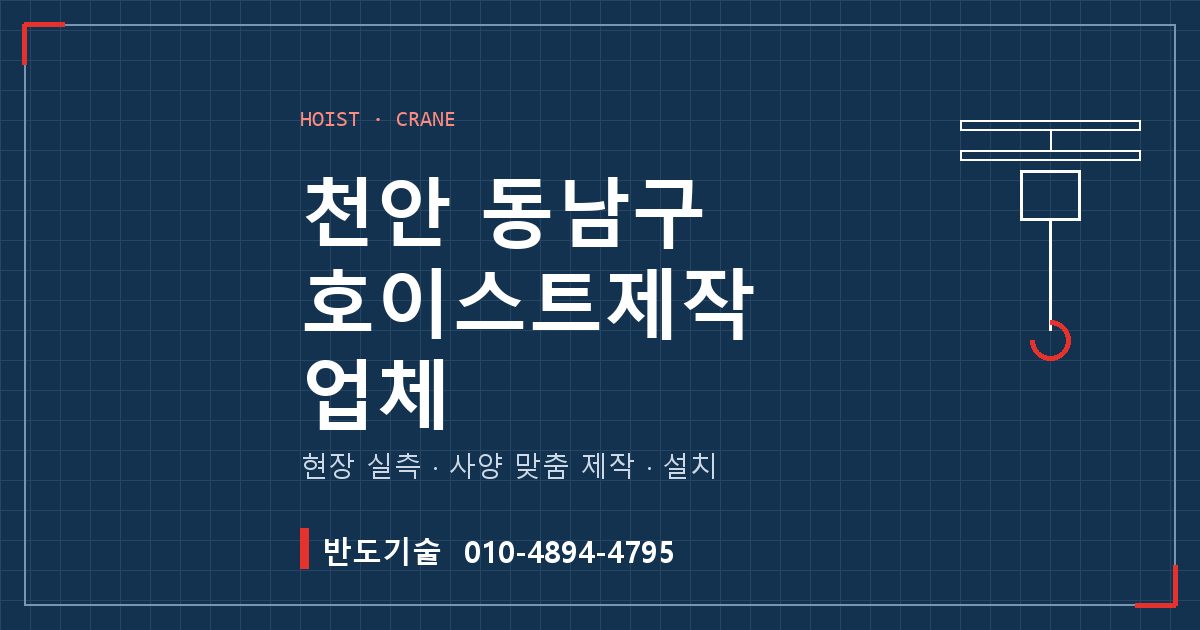 HOIST · CRANE
천안 동남구
호이스트제작
업체
현장 실측 · 사양 맞춤 제작 · 설치
반도기술 010-4894-4795